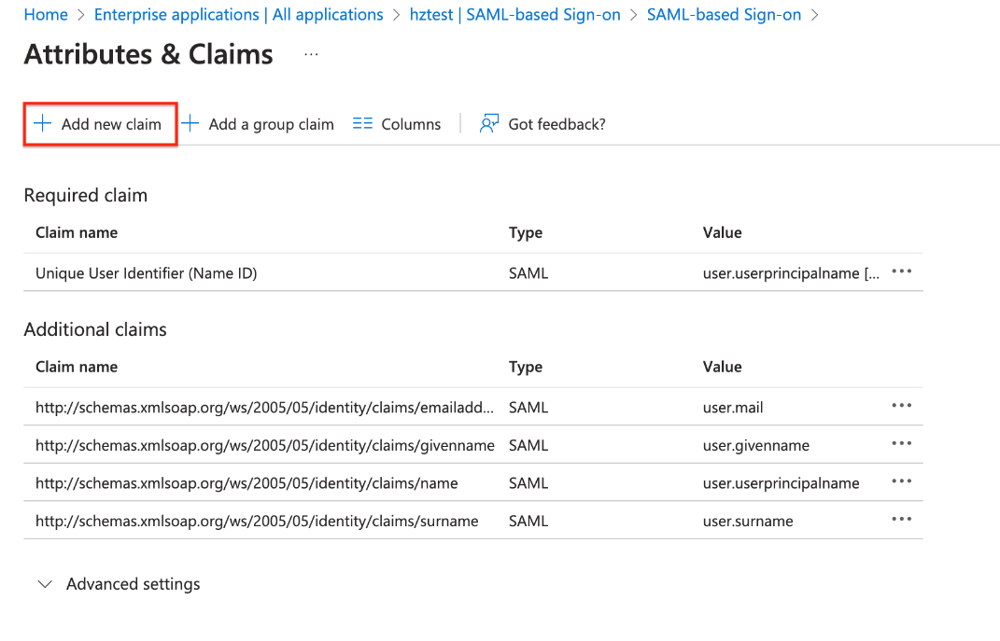 Home > Enterprise applications | All applications > hztest | SAML-based Sign-on > SAML-based Sign-on >
Attributes & Claims ...
Add new claim Add a group claim Columns Got feedback?
Required claim
Claim name Type Value
Unique User Identifier (Name ID) SAML user.userprincipalname [...
Additional claims
Claim name Type Value
http://schemas.xmlsoap.org/ws/2005/05/identity/claims/emailadd... SAML user.mail
http://schemas.xmlsoap.org/ws/2005/05/identity/claims/givenname SAML user.givenname
http://schemas.xmlsoap.org/ws/2005/05/identity/claims/name SAML user.userprincipalname
http://schemas.xmlsoap.org/ws/2005/05/identity/claims/surname SAML user.surname
Advanced settings